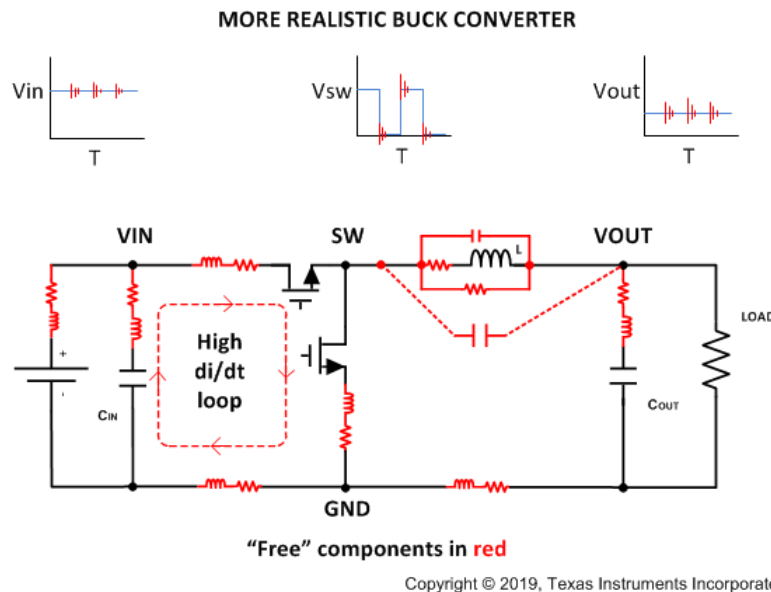 MORE REALISTIC BUCK CONVERTER
Vin
T
Vsw
T
Vout
T
VIN
SW
VOUT
L
LOAD
+
-
High
di/dt
loop
CIN
COUT
GND
“Free” components in red
Copyright © 2019, Texas Instruments Incorporate